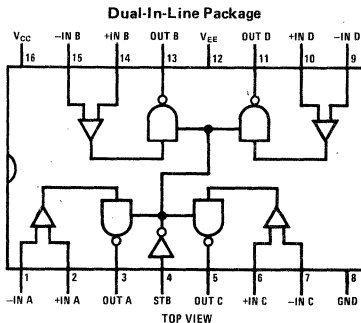 Dual-In-Line Package
VCC −IN B +IN B OUT B VEE OUT D +IN D −IN D
16 15 14 13 12 11 10 9
1 2 3 4 5 6 7 8
−IN A +IN A OUT A STB OUT C +IN C −IN C GND
TOP VIEW